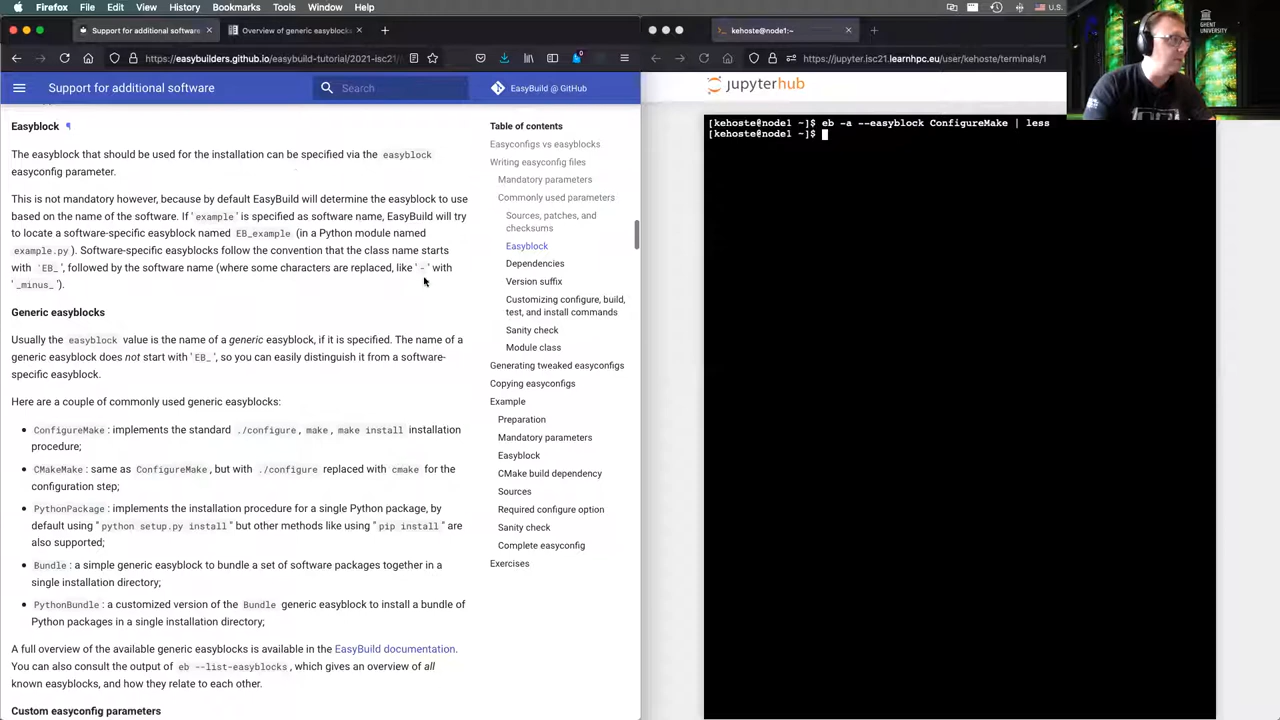 Firefox File Edit View History Bookmarks Tools Window Help
Support for additional software
Overview of generic easyblocks
kehoste@node1:~
https://easybuilders.github.io/easybuild-tutorial/2021-isc21/
https://jupyter.isc21.learnhpc.eu/user/kehoste/terminals/1
GHENT
UNIVERSITY
Support for additional software
Search
EasyBuild @ GitHub
jupyterhub
Easyblock ¶
The easyblock that should be used for the installation can be specified via the easyblock
easyconfig parameter.
This is not mandatory however, because by default EasyBuild will determine the easyblock to use
based on the name of the software. If 'example' is specified as software name, EasyBuild will try
to locate a software-specific easyblock named EB_example (in a Python module named
example.py). Software-specific easyblocks follow the convention that the class name starts
with 'EB_', followed by the software name (where some characters are replaced, like '-' with
'_minus_').
Generic easyblocks
Usually the easyblock value is the name of a generic easyblock, if it is specified. The name of a
generic easyblock does not start with 'EB_', so you can easily distinguish it from a software-
specific easyblock.
Here are a couple of commonly used generic easyblocks:
ConfigureMake: implements the standard ./configure, make, make install installation
procedure;
CMakeMake: same as ConfigureMake, but with ./configure replaced with cmake for the
configuration step;
PythonPackage: implements the installation procedure for a single Python package, by
default using "python setup.py install" but other methods like using "pip install" are
also supported;
Bundle: a simple generic easyblock to bundle a set of software packages together in a
single installation directory;
PythonBundle: a customized version of the Bundle generic easyblock to install a bundle of
Python packages in a single installation directory;
A full overview of the available generic easyblocks is available in the EasyBuild documentation.
You can also consult the output of eb --list-easyblocks, which gives an overview of all
known easyblocks, and how they relate to each other.
Custom easyconfig parameters
Table of contents
Easyconfigs vs easyblocks
Writing easyconfig files
Mandatory parameters
Commonly used parameters
Sources, patches, and
checksums
Easyblock
Dependencies
Version suffix
Customizing configure, build,
test, and install commands
Sanity check
Module class
Generating tweaked easyconfigs
Copying easyconfigs
Example
Preparation
Mandatory parameters
Easyblock
CMake build dependency
Sources
Required configure option
Sanity check
Complete easyconfig
Exercises
[kehoste@node1 ~]$ eb -a --easyblock ConfigureMake | less
[kehoste@node1 ~]$